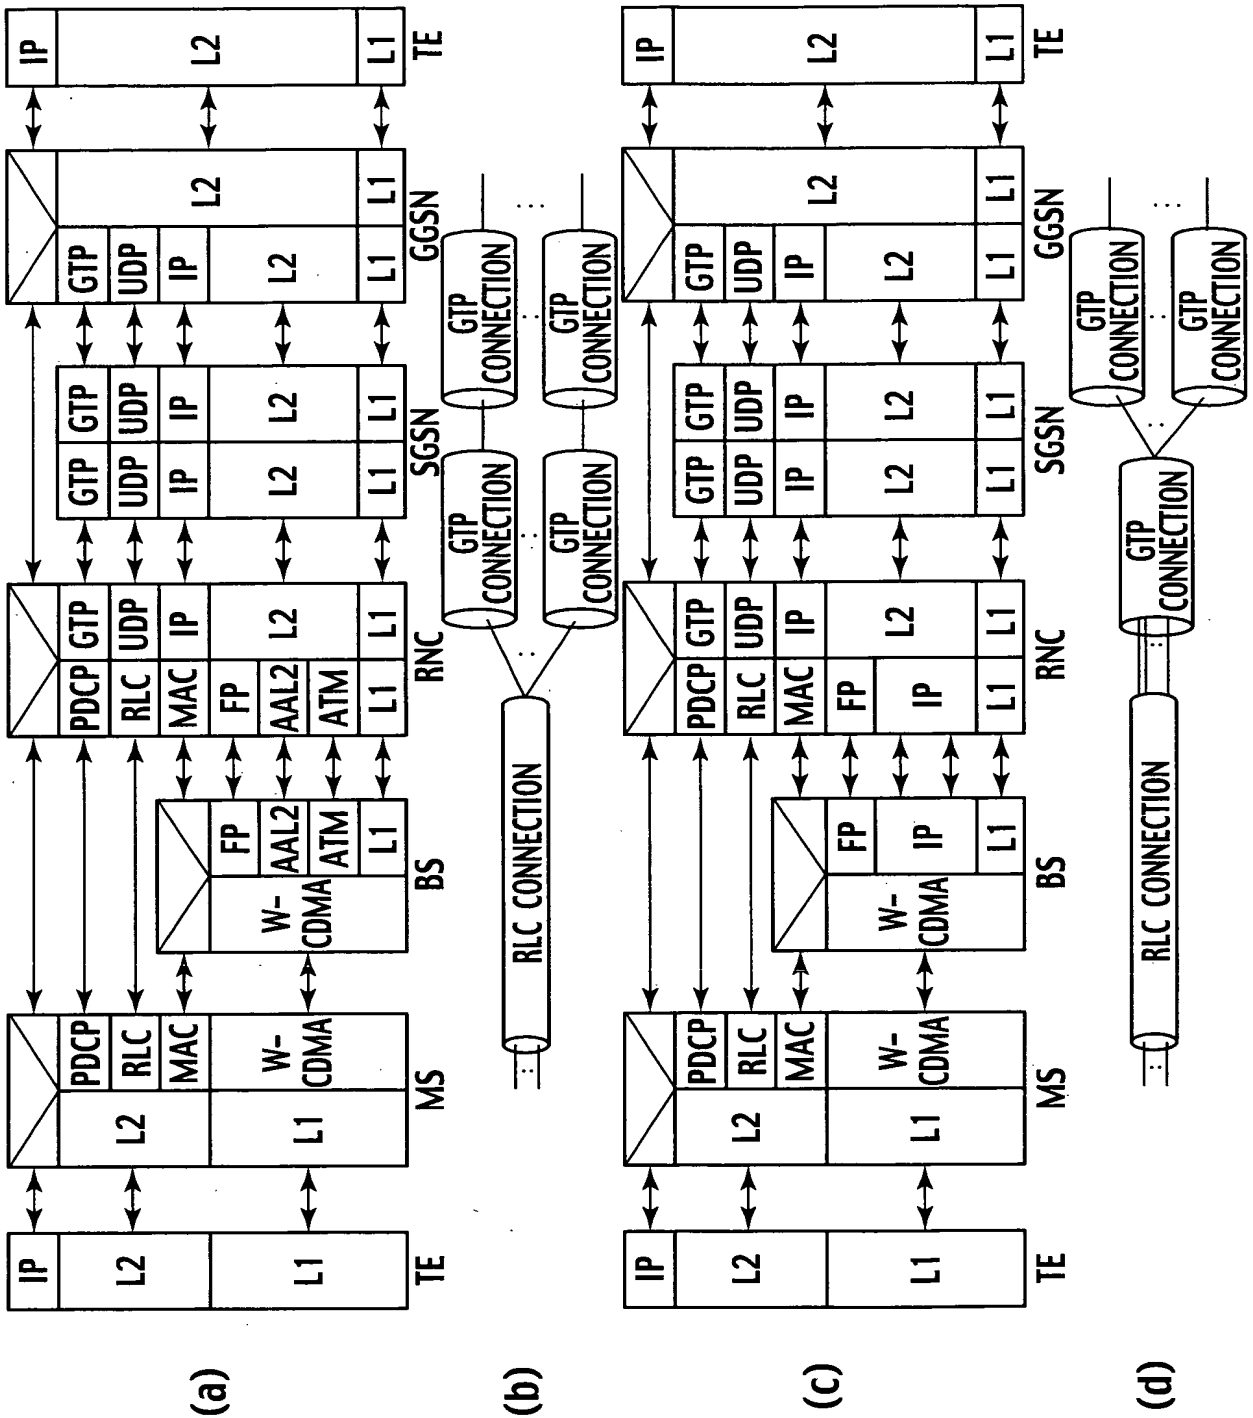 (a)
IP
L2
L1
TE
L2
L1
PDCP
RLC
MAC
W-
CDMA
MS
W-
CDMA
FP
AAL2
ATM
L1
BS
PDCP
RLC
MAC
FP
AAL2
ATM
L1
GTP
UDP
IP
L2
L1
RNC
GTP
UDP
IP
L2
L1
GTP
UDP
IP
L2
L1
SGSN
GTP
UDP
IP
L2
L1
L2
L1
GGSN
IP
L2
L1
TE
(b)
RLC CONNECTION
GTP
CONNECTION
GTP
CONNECTION
GTP
CONNECTION
GTP
CONNECTION
(c)
IP
L2
L1
TE
L2
L1
PDCP
RLC
MAC
W-
CDMA
MS
W-
CDMA
FP
IP
L1
BS
PDCP
RLC
MAC
FP
IP
L1
GTP
UDP
IP
L2
L1
RNC
GTP
UDP
IP
L2
L1
GTP
UDP
IP
L2
L1
SGSN
GTP
UDP
IP
L2
L1
L2
L1
GGSN
IP
L2
L1
TE
(d)
RLC CONNECTION
GTP
CONNECTION
GTP
CONNECTION
GTP
CONNECTION